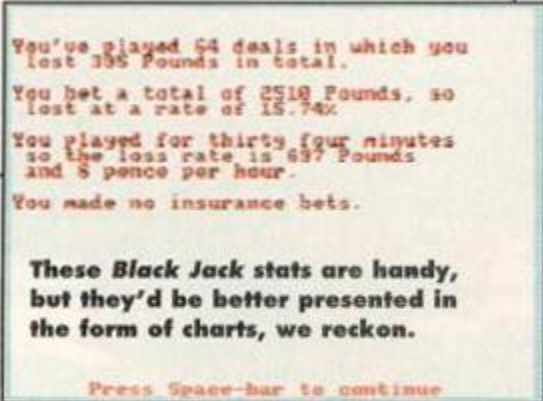 You've played 64 deals in which you
lost 395 Pounds in total.
You bet a total of 2510 Pounds, so
lost at a rate of 15.74%
You played for thirty four minutes
so the loss rate is 697 Pounds
and 6 pence per hour.
You made no insurance bets.
These Black Jack stats are handy,
but they'd be better presented in
the form of charts, we reckon.
Press Space-bar to continue